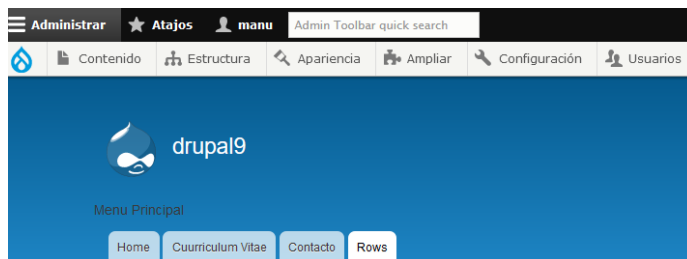 Administrar Atajos manu Admin Toolbar quick search
Contenido Estructura Apariencia Ampliar Configuración Usuarios
drupal9
Menu Principal
Home Cuurriculum Vitae Contacto Rows